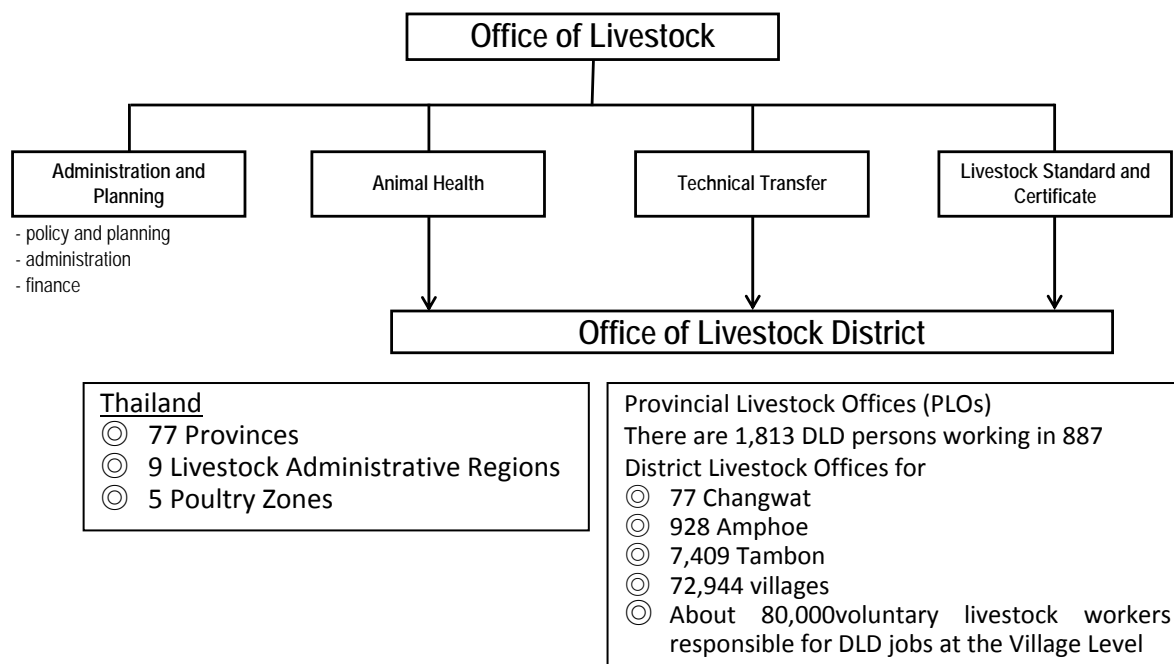 Office of Livestock
Administration and
Planning
Animal Health
Technical Transfer
Livestock Standard and
Certificate
- policy and planning
- administration
- finance
Office of Livestock District
Thailand
◎ 77 Provinces
◎ 9 Livestock Administrative Regions
◎ 5 Poultry Zones
Provincial Livestock Offices (PLOs)
There are 1,813 DLD persons working in 887
District Livestock Offices for
◎ 77 Changwat
◎ 928 Amphoe
◎ 7,409 Tambon
◎ 72,944 villages
◎ About 80,000voluntary livestock workers
responsible for DLD jobs at the Village Level